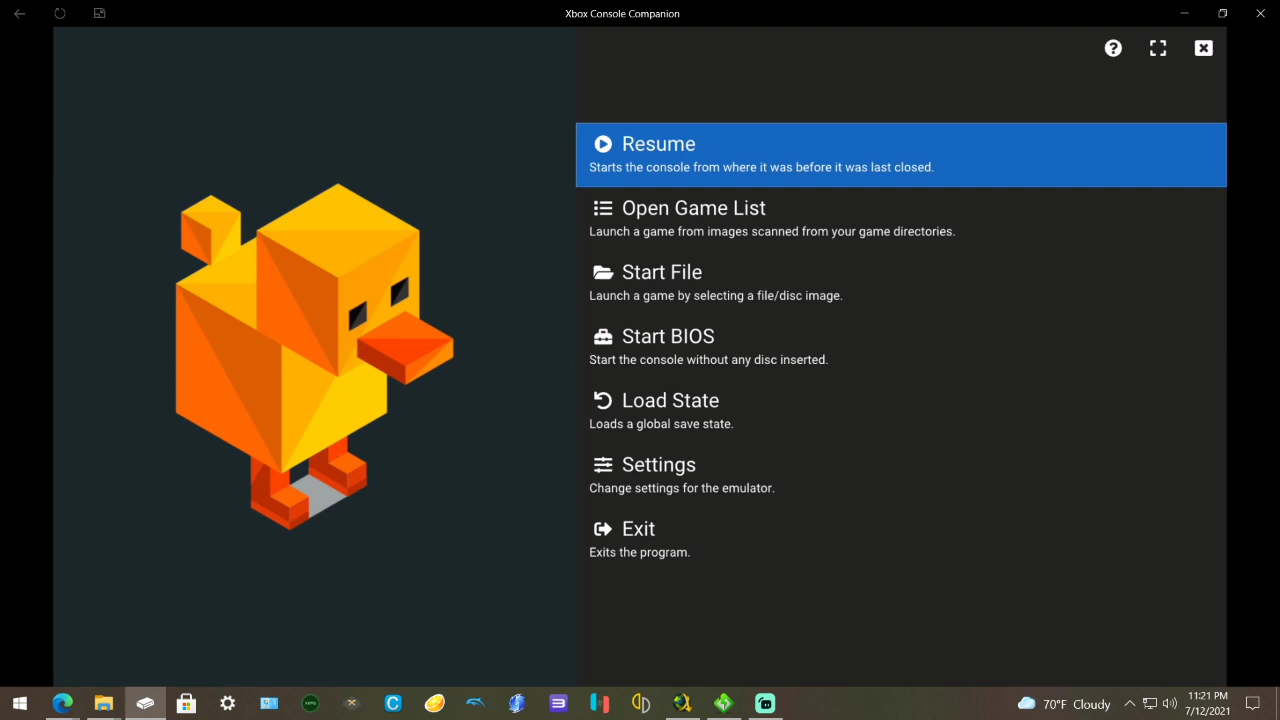 Xbox Console Companion
Resume
Starts the console from where it was before it was last closed.
Open Game List
Launch a game from images scanned from your game directories.
Start File
Launch a game by selecting a file/disc image.
Start BIOS
Start the console without any disc inserted.
Load State
Loads a global save state.
Settings
Change settings for the emulator.
Exit
Exits the program.
70°F Cloudy
11:21 PM
7/12/2021